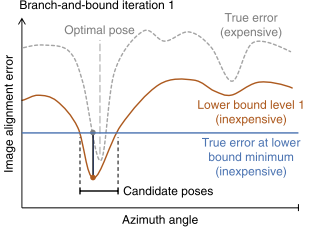 Branch-and-bound iteration 1
Optimal pose
True error
(expensive)
Lower bound level 1
(inexpensive)
True error at lower
bound minimum
(inexpensive)
Candidate poses
Image alignment error
Azimuth angle